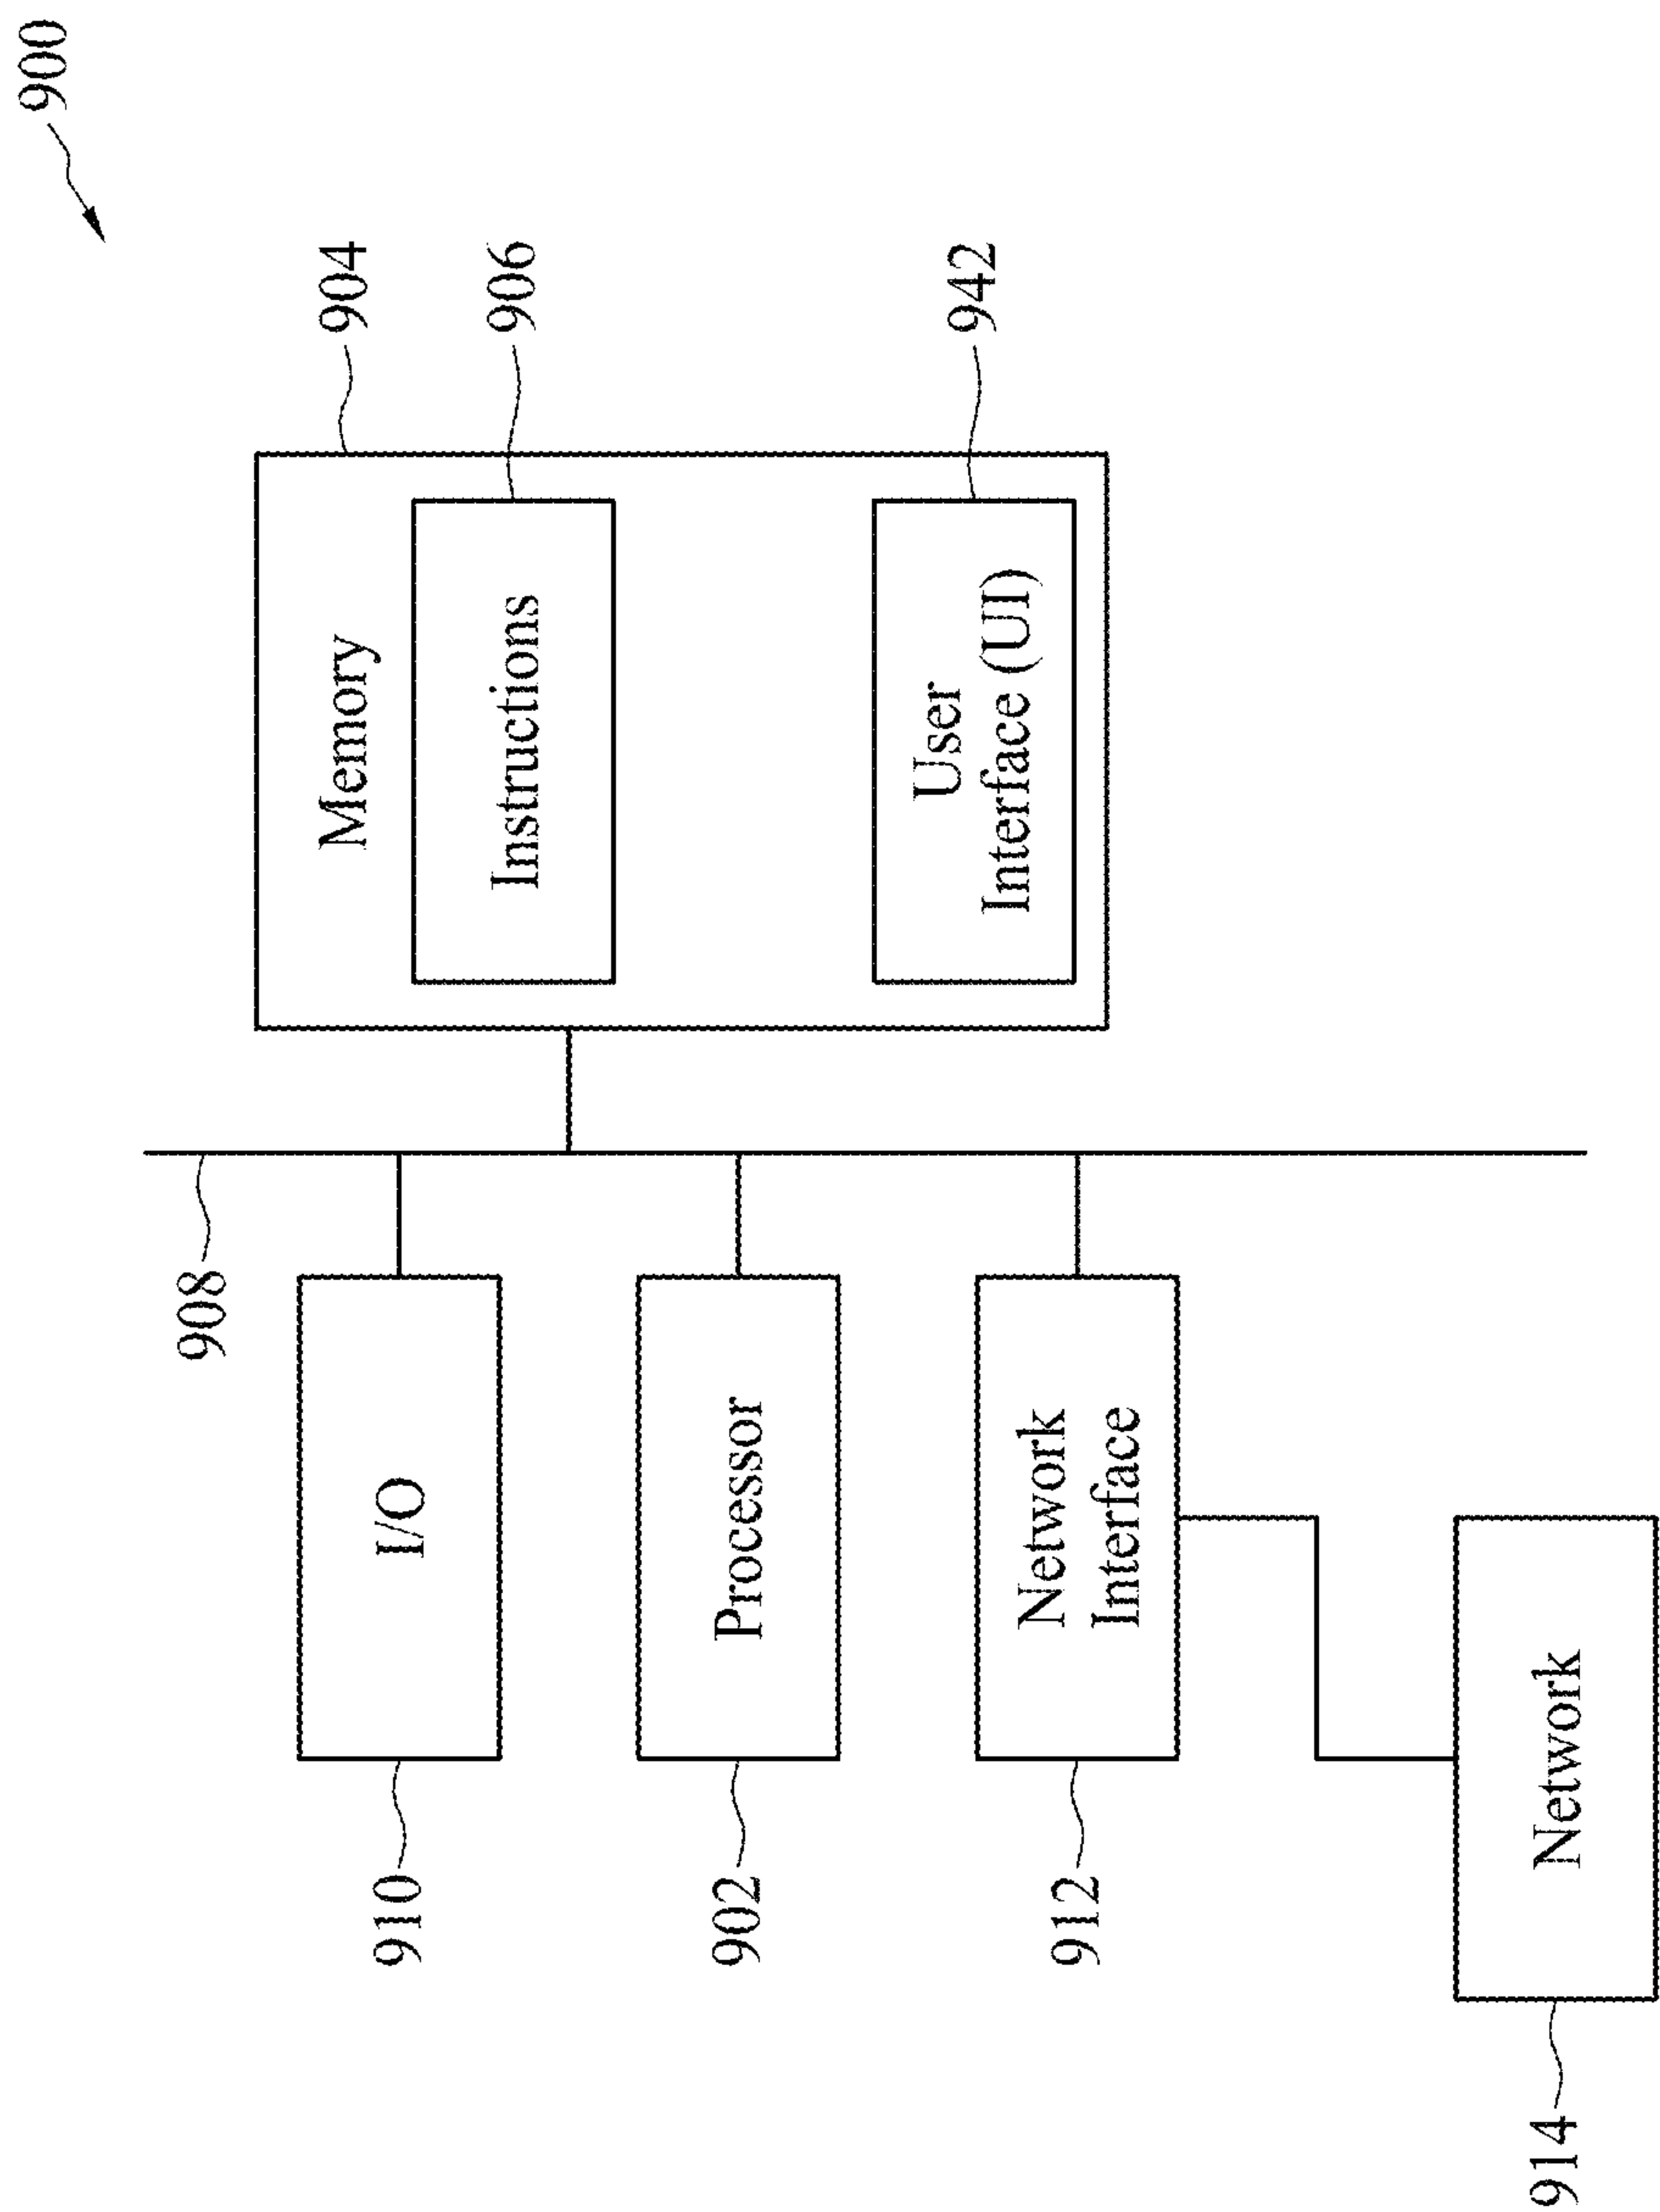 900
904
Memory
906
Instructions
942
User
Interface (UI)
908
I/O
910
Processor
902
Network
Interface
912
Network
914